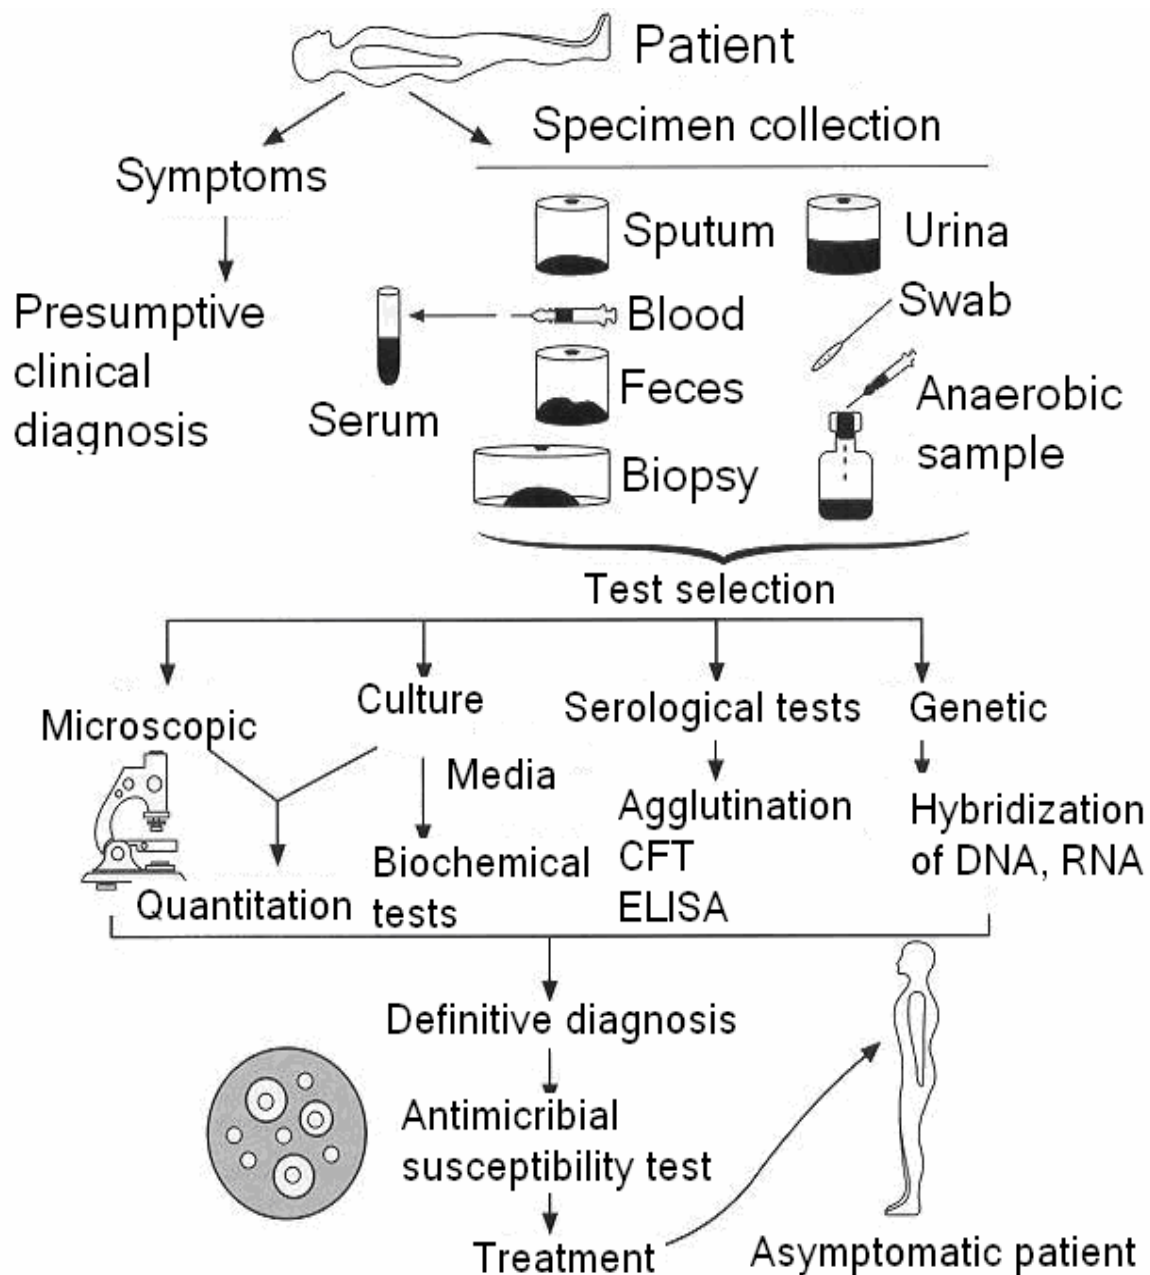 Patient
Specimen collection
Symptoms
Sputum
Urina
Swab
Presumptive
clinical
diagnosis
Blood
Serum
Feces
Anaerobic
sample
Biopsy
Test selection
Microscopic
Culture
Serological tests
Genetic
Media
Quantitation
Biochemical
tests
Agglutination
CFT
ELISA
Hybridization
of DNA, RNA
Definitive diagnosis
Antimicribial
susceptibility test
Treatment
Asymptomatic patient